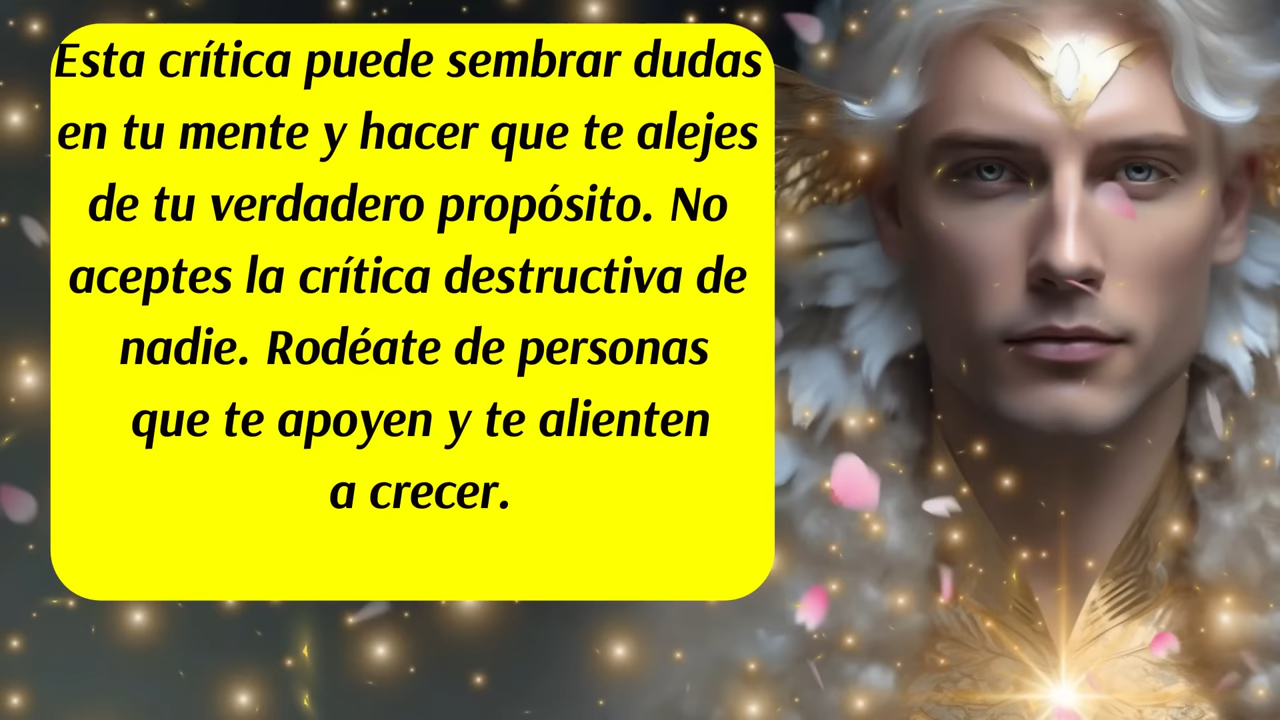 Esta crítica puede sembrar dudas
en tu mente y hacer que te alejes
de tu verdadero propósito. No
aceptes la crítica destructiva de
nadie. Rodéate de personas
que te apoyen y te alienten
a crecer.